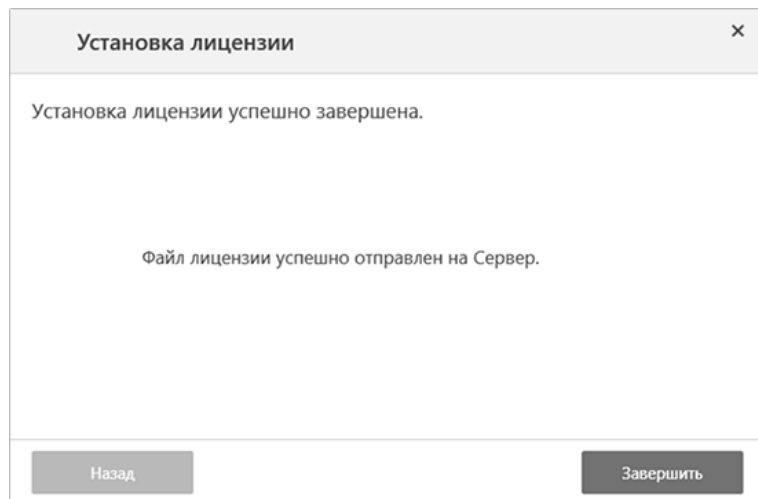 Установка лицензии
Установка лицензии успешно завершена.
Файл лицензии успешно отправлен на Сервер.
Назад
Завершить